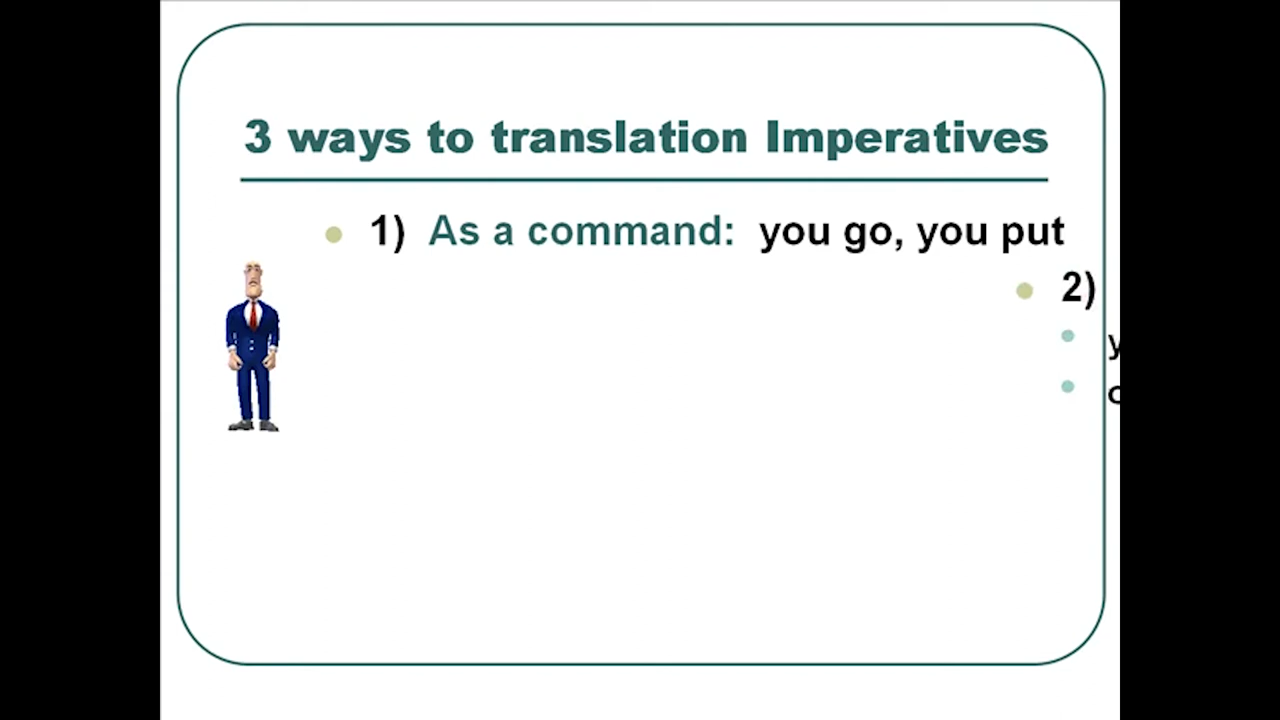 3 ways to translation Imperatives
1) As a command: you go, you put
2)